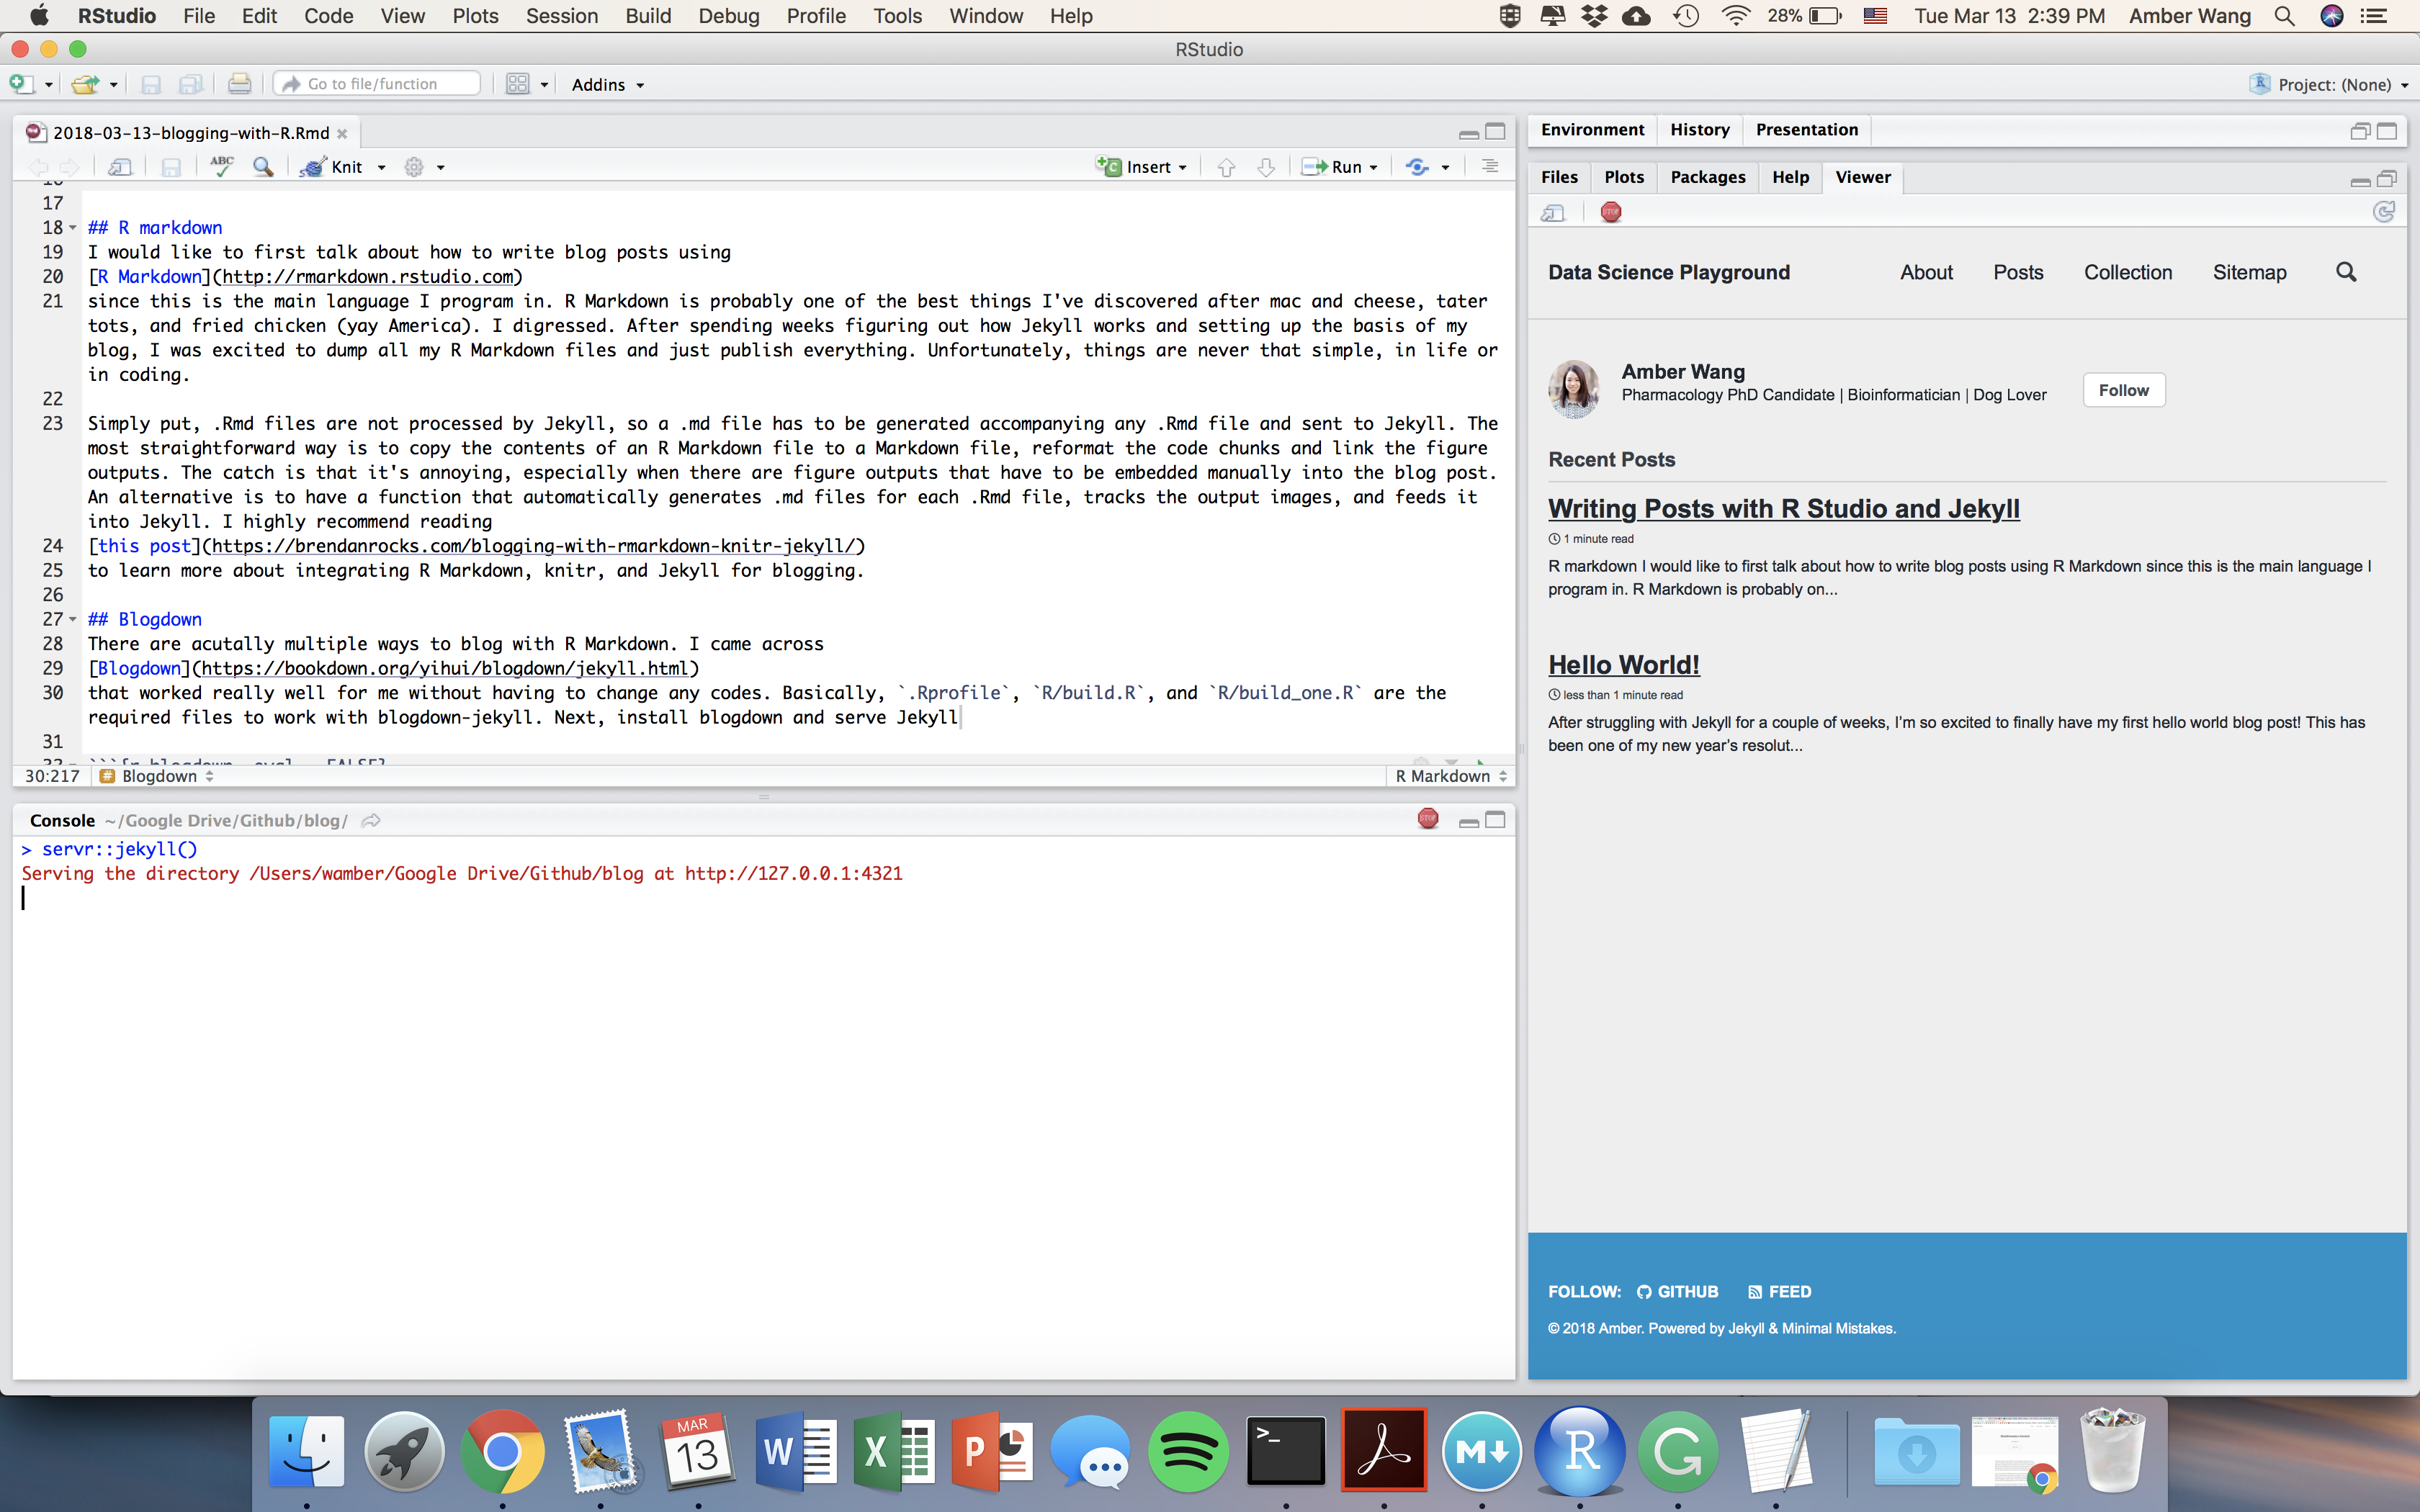 RStudio File Edit Code View Plots Session Build Debug Profile Tools Window Help 28% Tue Mar 13 2:39 PM Amber Wang
RStudio
Go to file/function Addins Project: (None)
2018-03-13-blogging-with-R.Rmd
ABC Knit Insert Run
17
18 ## R markdown
19 I would like to first talk about how to write blog posts using
20 [R Markdown](http://rmarkdown.rstudio.com)
21 since this is the main language I program in. R Markdown is probably one of the best things I've discovered after mac and cheese, tater
tots, and fried chicken (yay America). I digressed. After spending weeks figuring out how Jekyll works and setting up the basis of my
blog, I was excited to dump all my R Markdown files and just publish everything. Unfortunately, things are never that simple, in life or
in coding.
22
23 Simply put, .Rmd files are not processed by Jekyll, so a .md file has to be generated accompanying any .Rmd file and sent to Jekyll. The
most straightforward way is to copy the contents of an R Markdown file to a Markdown file, reformat the code chunks and link the figure
outputs. The catch is that it's annoying, especially when there are figure outputs that have to be embedded manually into the blog post.
An alternative is to have a function that automatically generates .md files for each .Rmd file, tracks the output images, and feeds it
into Jekyll. I highly recommend reading
24 [this post](https://brendanrocks.com/blogging-with-rmarkdown-knitr-jekyll/)
25 to learn more about integrating R Markdown, knitr, and Jekyll for blogging.
26
27 ## Blogdown
28 There are acutally multiple ways to blog with R Markdown. I came across
29 [Blogdown](https://bookdown.org/yihui/blogdown/jekyll.html)
30 that worked really well for me without having to change any codes. Basically, `.Rprofile`, `R/build.R`, and `R/build_one.R` are the
required files to work with blogdown-jekyll. Next, install blogdown and serve Jekyll
31
30:217 # Blogdown R Markdown
Console ~/Google Drive/Github/blog/ STOP
> servr::jekyll()
Serving the directory /Users/wamber/Google Drive/Github/blog at http://127.0.0.1:4321
Environment History Presentation
Files Plots Packages Help Viewer
STOP
Data Science Playground About Posts Collection Sitemap
Amber Wang
Pharmacology PhD Candidate | Bioinformatician | Dog Lover
Follow
Recent Posts
Writing Posts with R Studio and Jekyll
1 minute read
R markdown I would like to first talk about how to write blog posts using R Markdown since this is the main language I
program in. R Markdown is probably on...
Hello World!
less than 1 minute read
After struggling with Jekyll for a couple of weeks, I'm so excited to finally have my first hello world blog post! This has
been one of my new year's resolut...
FOLLOW: GITHUB FEED
© 2018 Amber. Powered by Jekyll & Minimal Mistakes.
MAR
13
W
X
P
>_
M
R
G